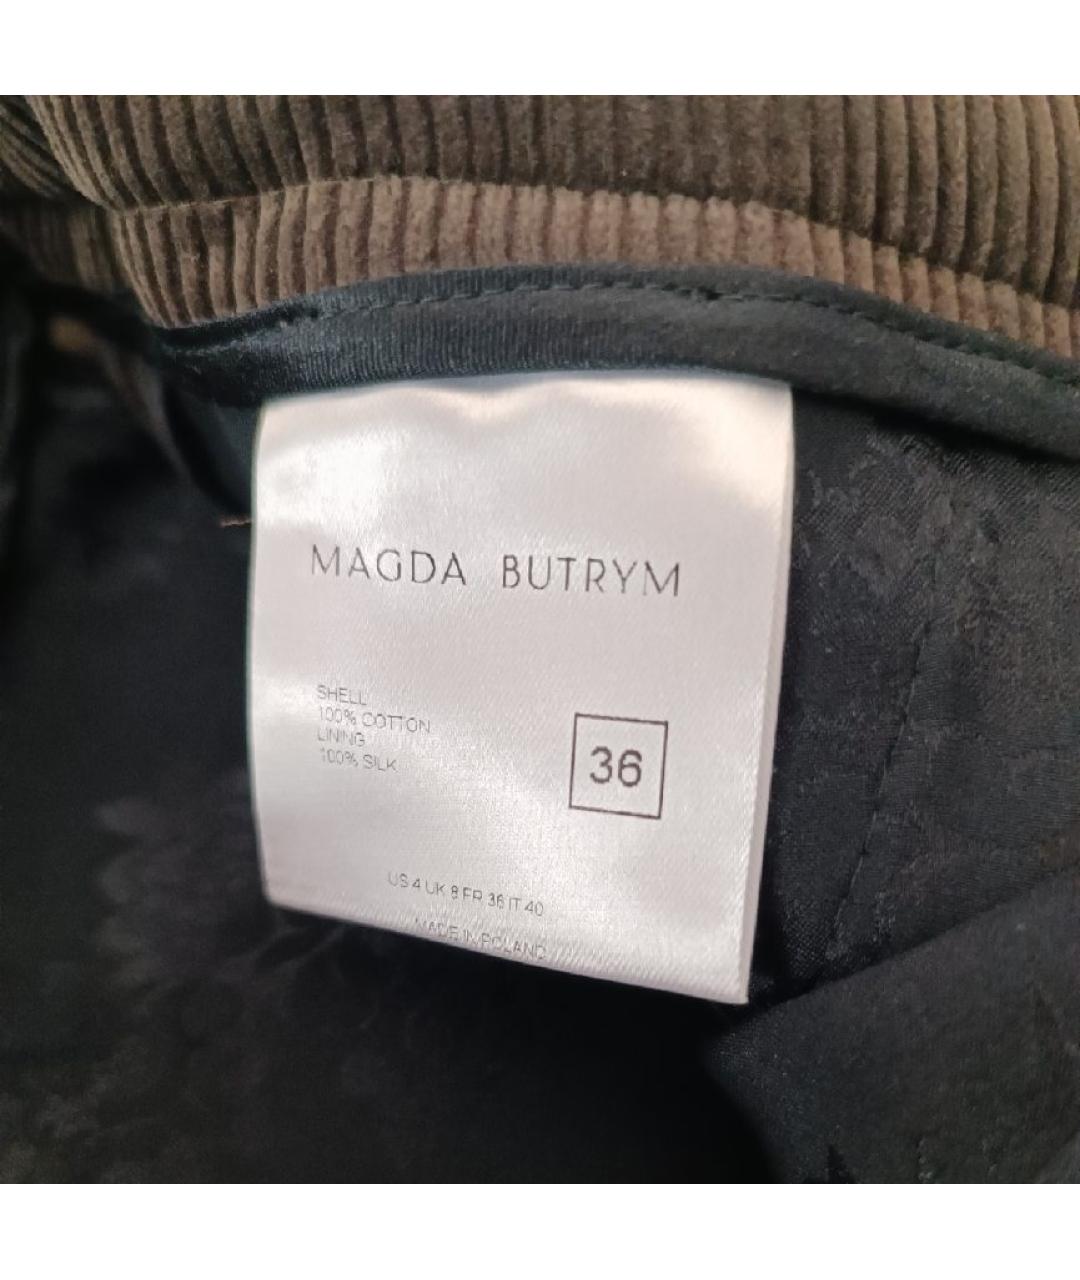 MAGDA BUTRYM
SHELL
100% COTTON
LINING
100% SILK
36
US 4 UK 8 FR 36 IT 40
MADE IN POLAND